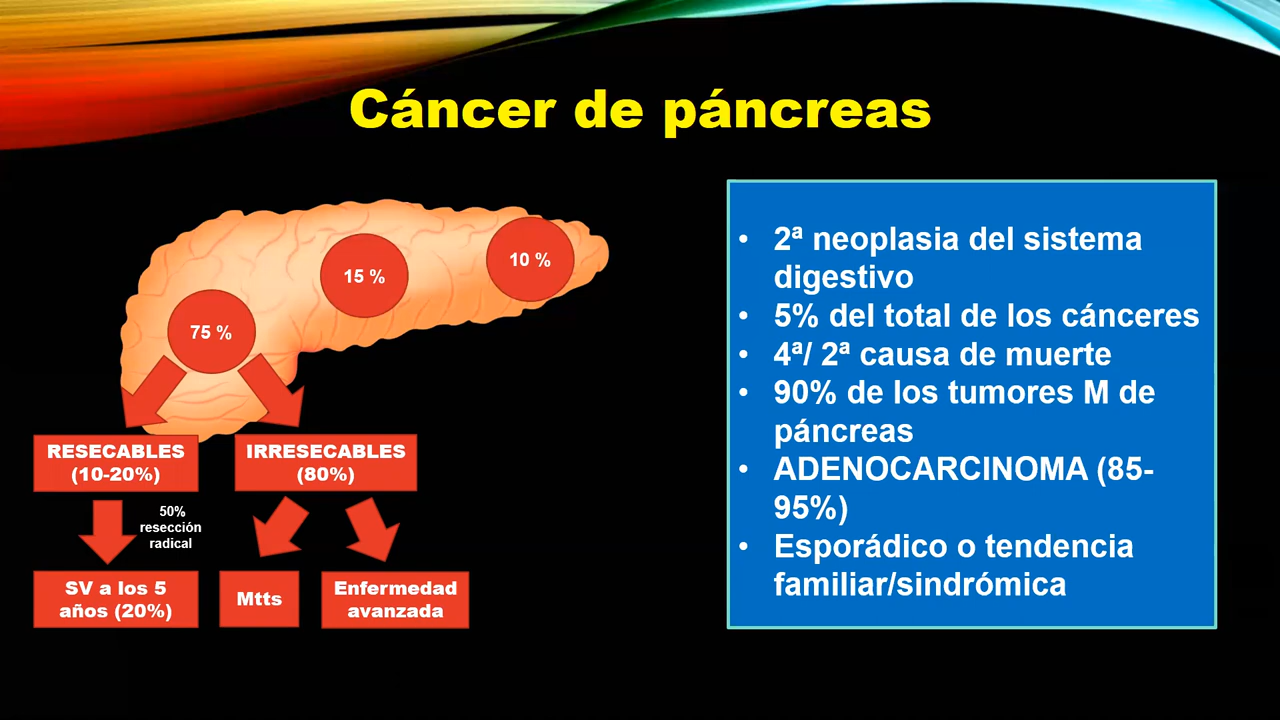 Cáncer de páncreas
75 %
15 %
10 %
RESECABLES
(10-20%)
IRRESECABLES
(80%)
50%
resección
radical
SV a los 5
años (20%)
Mtts
Enfermedad
avanzada
• 2ª neoplasia del sistema
digestivo
• 5% del total de los cánceres
• 4ª/ 2ª causa de muerte
• 90% de los tumores M de
páncreas
• ADENOCARCINOMA (85-
95%)
• Esporádico o tendencia
familiar/sindrómica